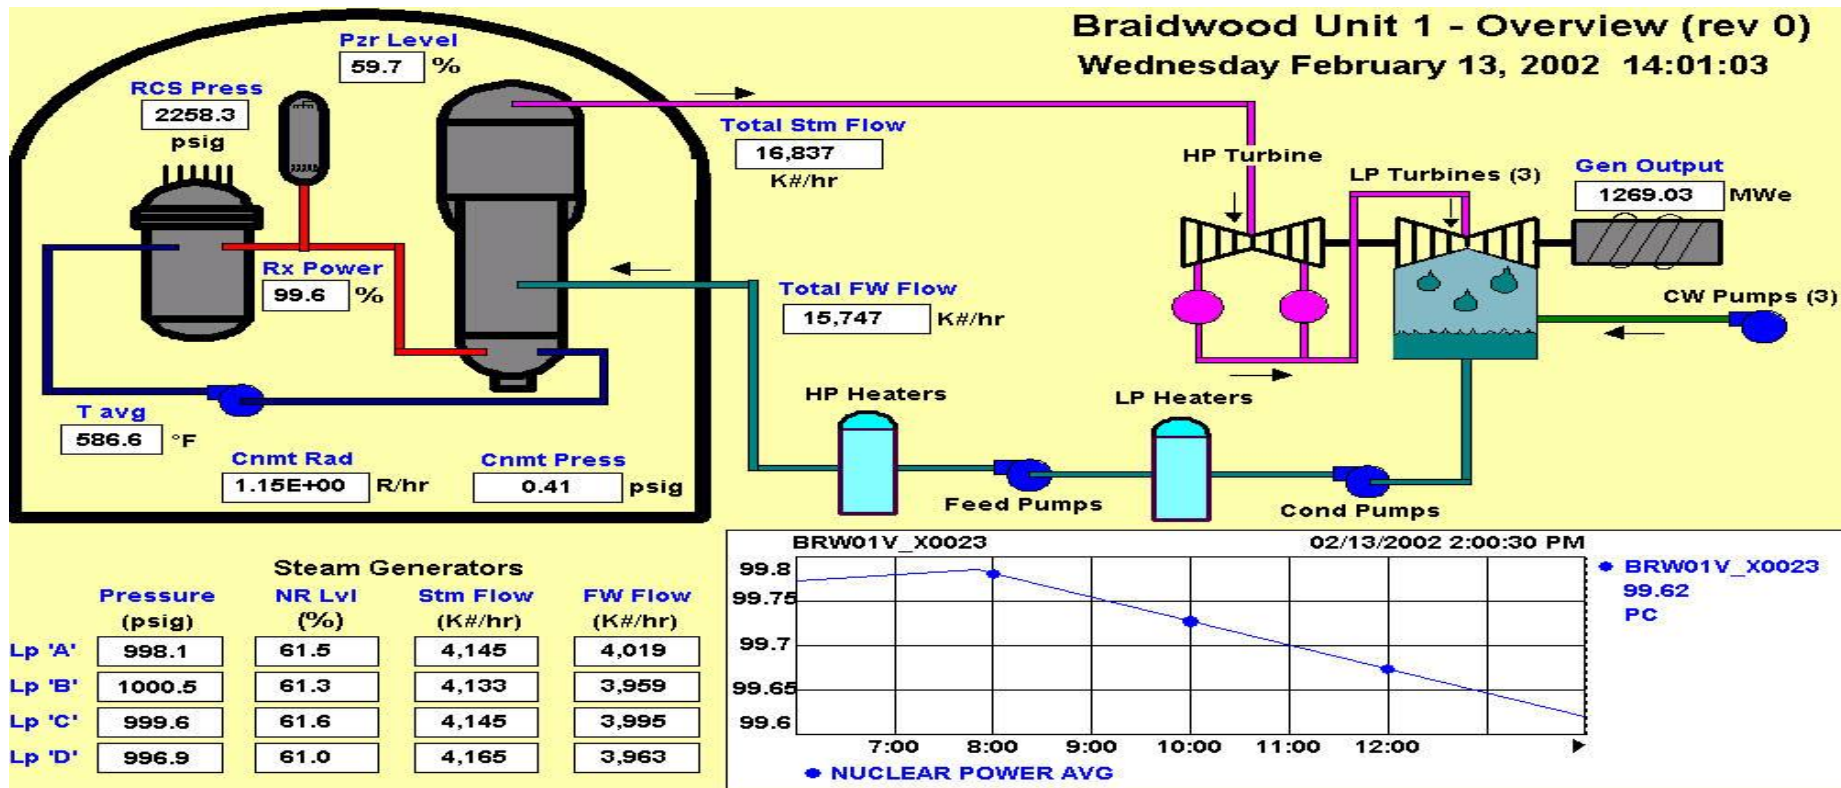 Braidwood Unit 1 - Overview (rev 0)
Wednesday February 13, 2002 14:01:03
Pzr Level
59.7 %
RCS Press
2258.3
psig
Rx Power
99.6 %
T avg
586.6 °F
Cnmt Rad
1.15E+00 R/hr
Cnmt Press
0.41 psig
Total Stm Flow
16,837
K#/hr
Total FW Flow
15,747 K#/hr
HP Turbine
LP Turbines (3)
Gen Output
1269.03 MWe
CW Pumps (3)
HP Heaters
LP Heaters
Feed Pumps
Cond Pumps
Steam Generators
Pressure NR Lvl Stm Flow FW Flow
(psig) (%) (K#/hr) (K#/hr)
Lp 'A' 998.1 61.5 4,145 4,019
Lp 'B' 1000.5 61.3 4,133 3,959
Lp 'C' 999.6 61.6 4,145 3,995
Lp 'D' 996.9 61.0 4,165 3,963
BRW01V_X0023 02/13/2002 2:00:30 PM
99.8
99.75
99.7
99.65
99.6
7:00 8:00 9:00 10:00 11:00 12:00
NUCLEAR POWER AVG
BRW01V_X0023
99.62
PC